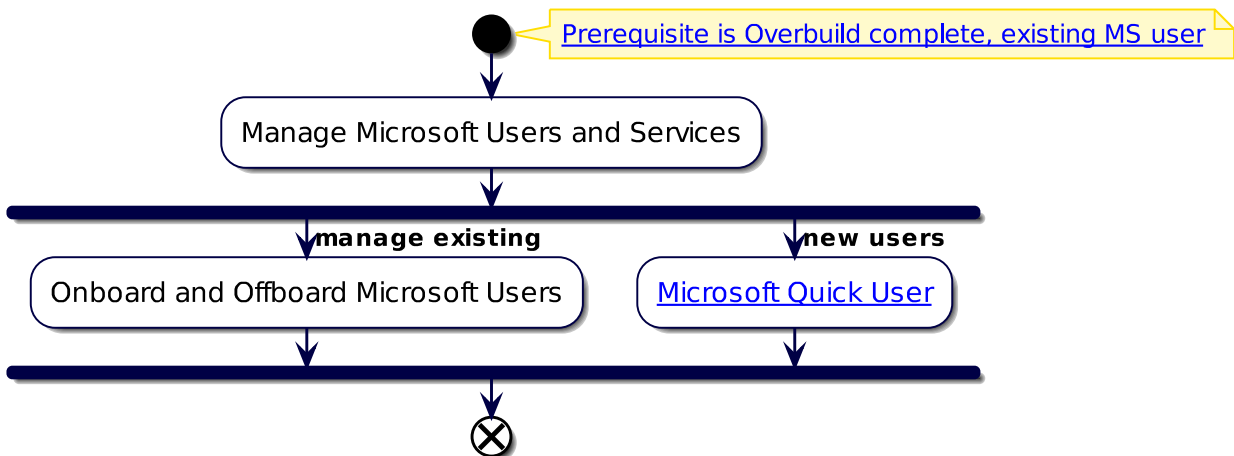 Prerequisite is Overbuild complete, existing MS user
Manage Microsoft Users and Services
manage existing
new users
Onboard and Offboard Microsoft Users
Microsoft Quick User